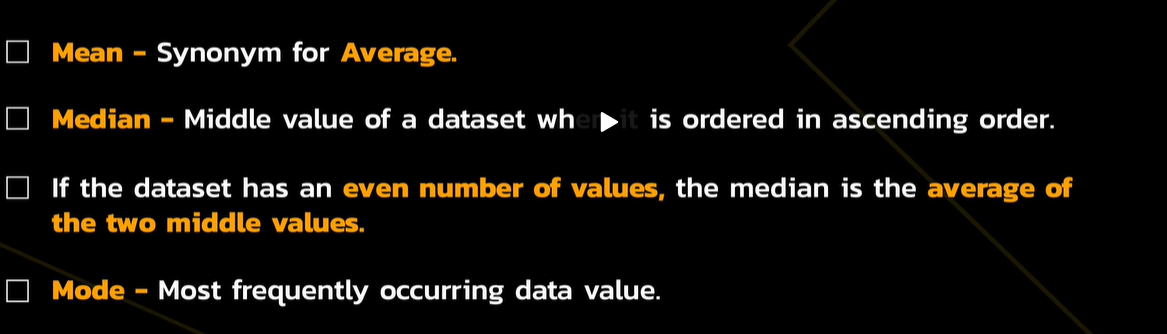 Mean - Synonym for Average.
Median - Middle value of a dataset when it is ordered in ascending order.
If the dataset has an even number of values, the median is the average of
the two middle values.
Mode - Most frequently occurring data value.